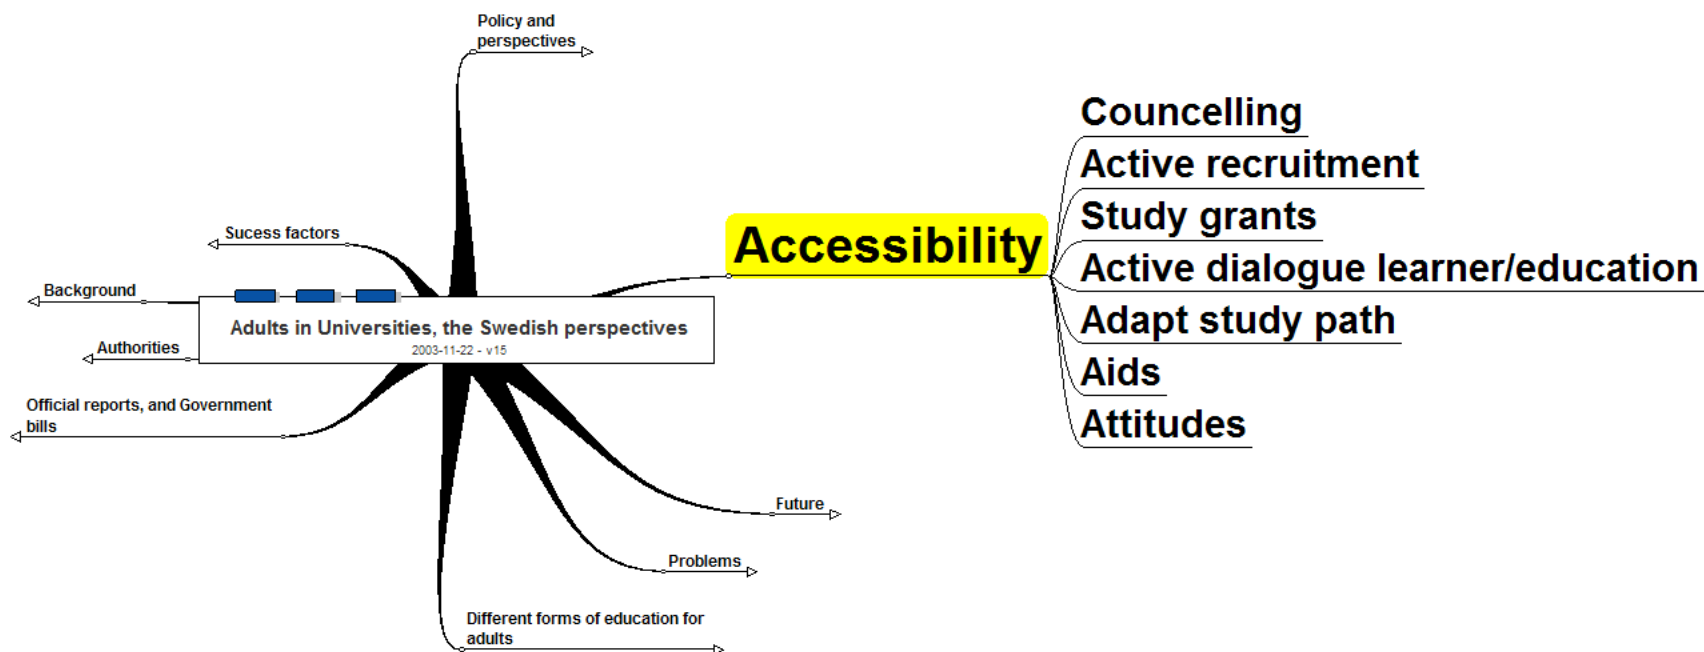 Policy and
perspectives
Councelling
Active recruitment
Study grants
Active dialogue learner/education
Adapt study path
Aids
Attitudes
Accessibility
Sucess factors
Background
Adults in Universities, the Swedish perspectives
2003-11-22 - v15
Authorities
Official reports, and Government
bills
Future
Problems
Different forms of education for
adults